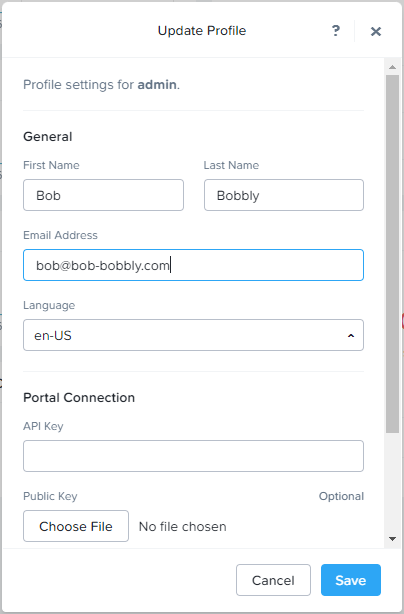 Update Profile ? ×
Profile settings for admin.
General
First Name Last Name
Bob Bobbly
Email Address
bob@bob-bobbly.com
Language
en-US
Portal Connection
API Key
Public Key Optional
Choose File No file chosen
Cancel Save